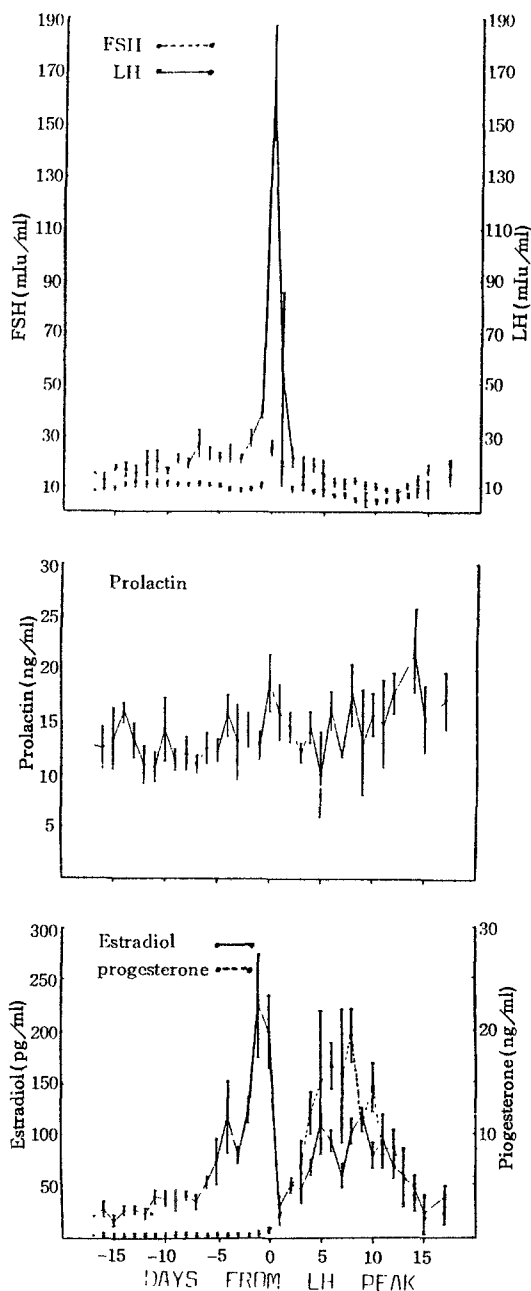 190 190
FSH
LH
170 170
150 150
130 130
110 110
90 90
70 70
50 50
30 30
10 10
FSH (mIu/ml)
LH (mIu/ml)
30
Prolactin
25
20
15
10
5
Prolactin (ng/ml)
300 30
Estradiol
progesterone
250
200 20
150
100 10
50
Estradiol (pg/ml)
Piogesterone (ng/ml)
-15 -10 -5 0 5 10 15
DAYS FROM LH PEAK